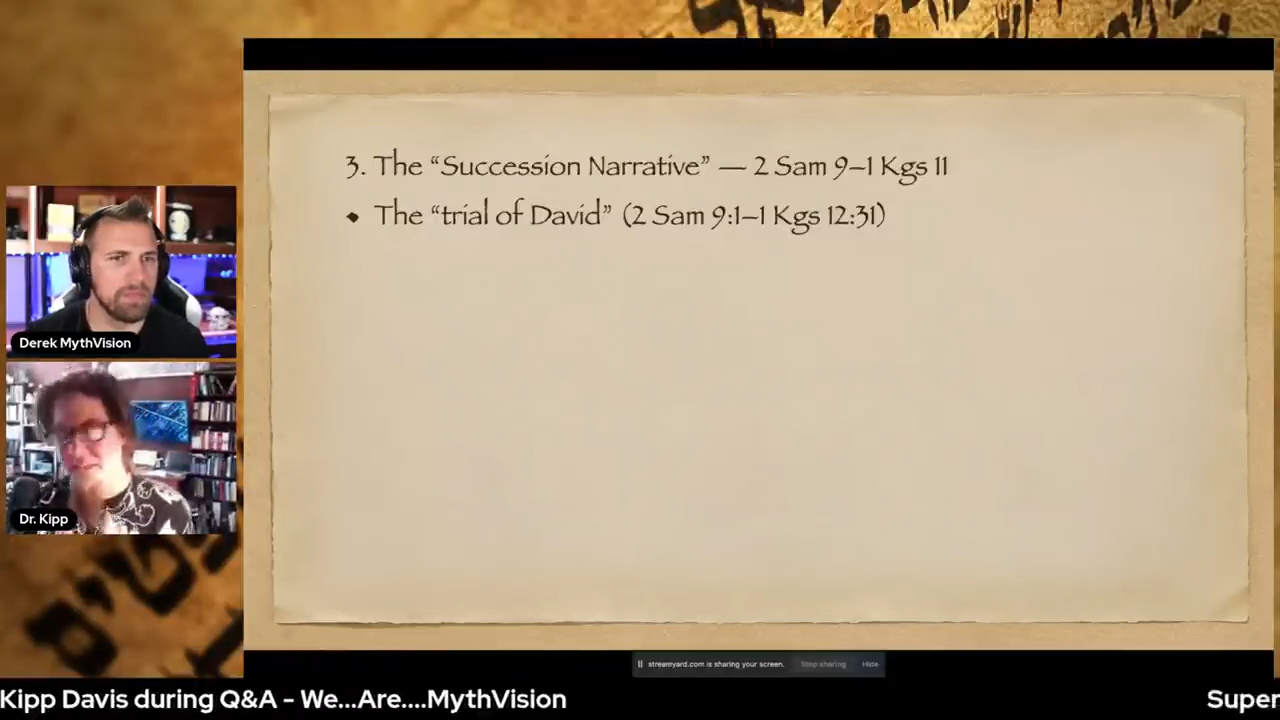 3. The “Succession Narrative” — 2 Sam 9–1 Kgs 11
• The “trial of David” (2 Sam 9:1–1 Kgs 12:31)
Derek MythVision
Dr. Kipp
streamyard.com is sharing your screen. Stop sharing Hide
Kipp Davis during Q&A - We...Are....MythVision
Super